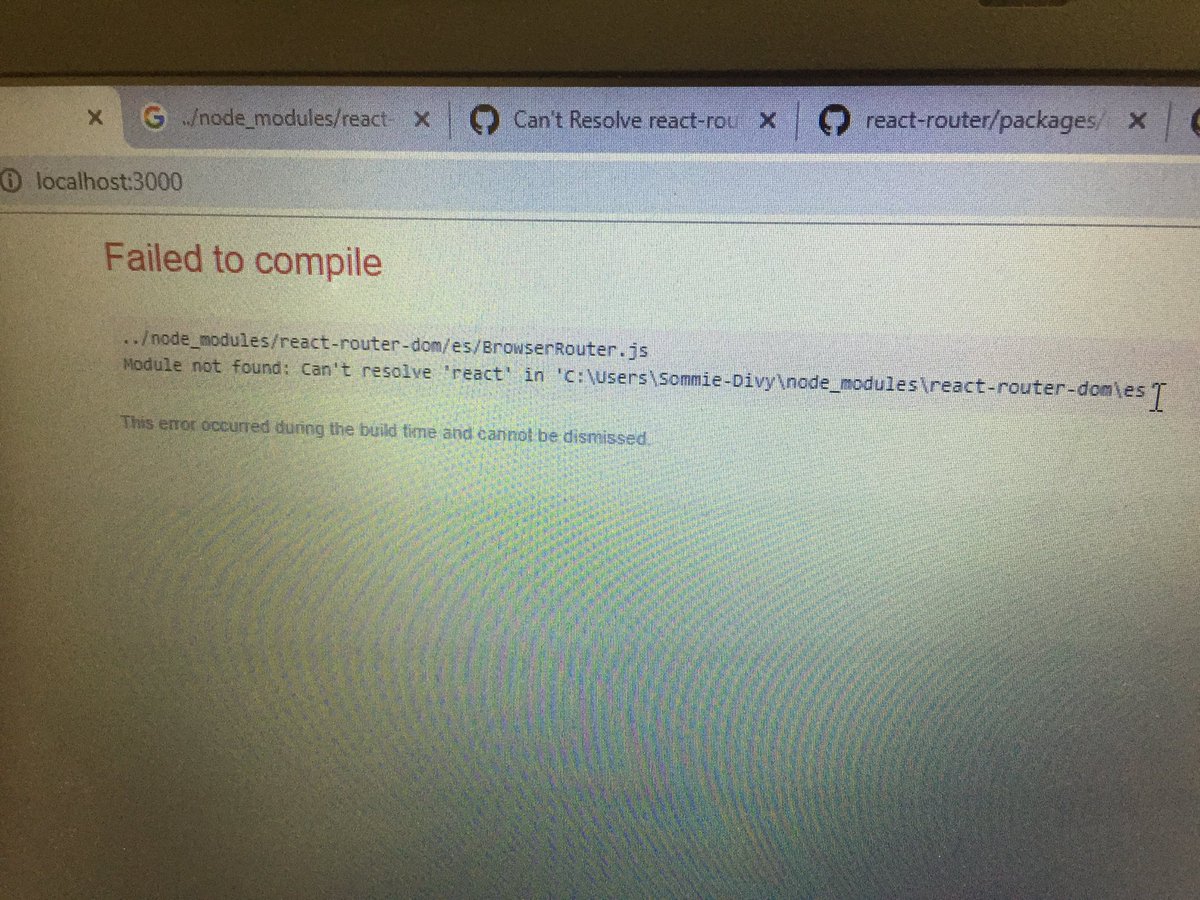 ../node_modules/react-
Can't Resolve react-rou
react-router/packages/
localhost:3000
Failed to compile
../node_modules/react-router-dom/es/BrowserRouter.js
Module not found: Can't resolve 'react' in 'C:\Users\Sommie-Divy\node_modules\react-router-dom\es
This error occurred during the build time and cannot be dismissed.